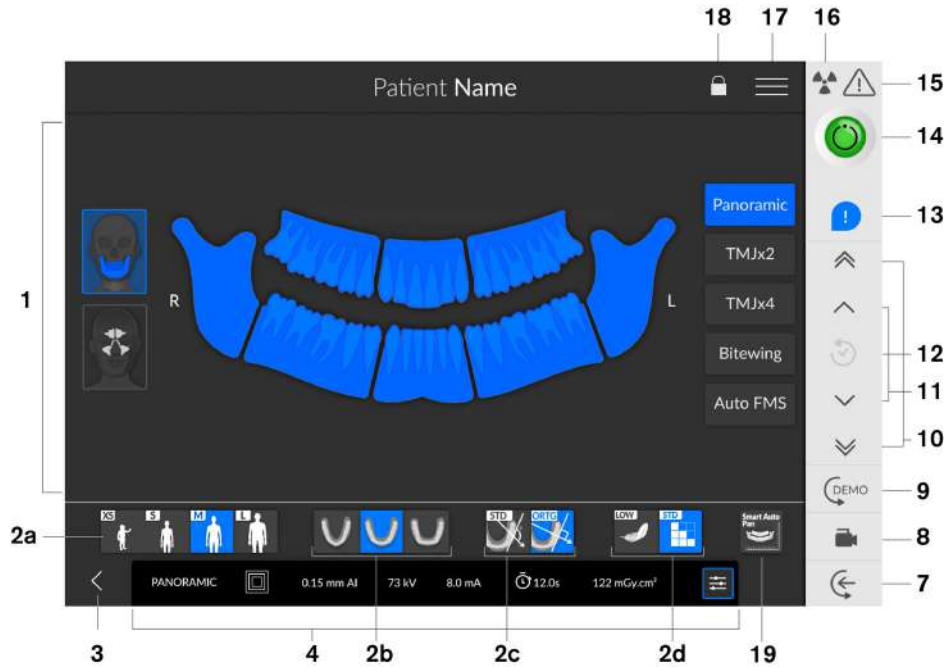 18 17 16
Patient Name
15
14
Panoramic
13
TMJx2
1
R
L
TMJx4
Bitewing
12
11
Auto FMS
10
DEMO
9
XS S M L
STD ORTG
LOW STD
Smart Auto
Pan
2a
8
PANORAMIC 0.15 mm Al 73 kV 8.0 mA 12.0s 122 mGy.cm²
7
3 4 2b 2c 2d 19